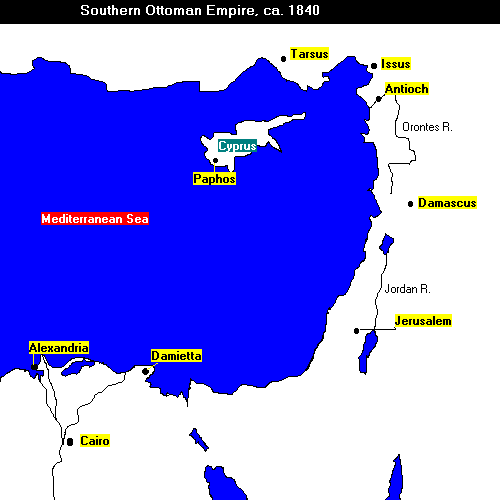 Southern Ottoman Empire, ca. 1840
Tarsus
Issus
Antioch
Orontes R.
Cyprus
Paphos
Damascus
Mediterranean Sea
Jordan R.
Jerusalem
Alexandria
Damietta
Cairo